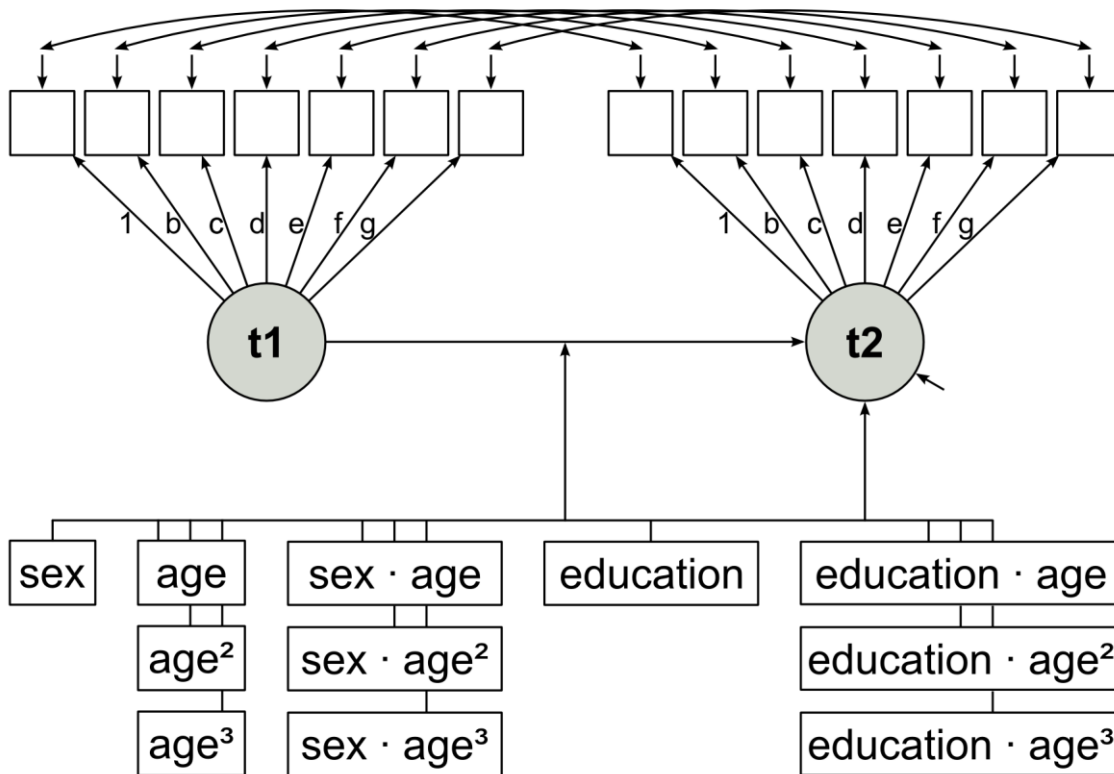 1 b c d e f g 1 b c d e f g
t1 t2
sex age sex · age education education · age
age² sex · age² education · age²
age³ sex · age³ education · age³